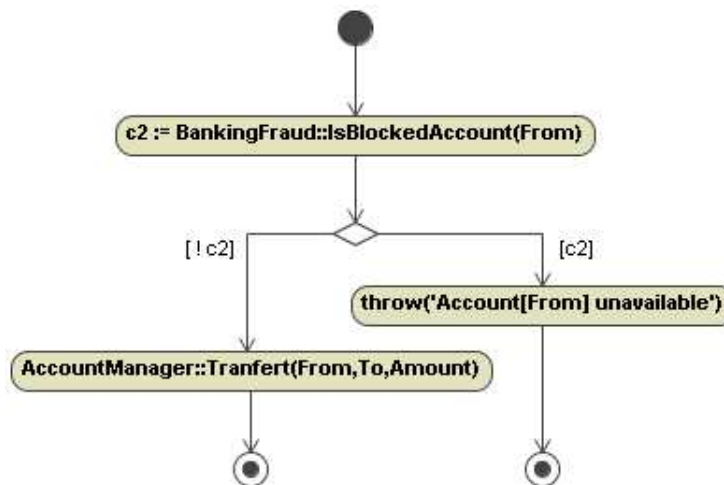 c2 := BankingFraud::IsBlockedAccount(From)
[ ! c2]
[c2]
throw('Account[From] unavailable')
AccountManager::Tranfert(From,To,Amount)